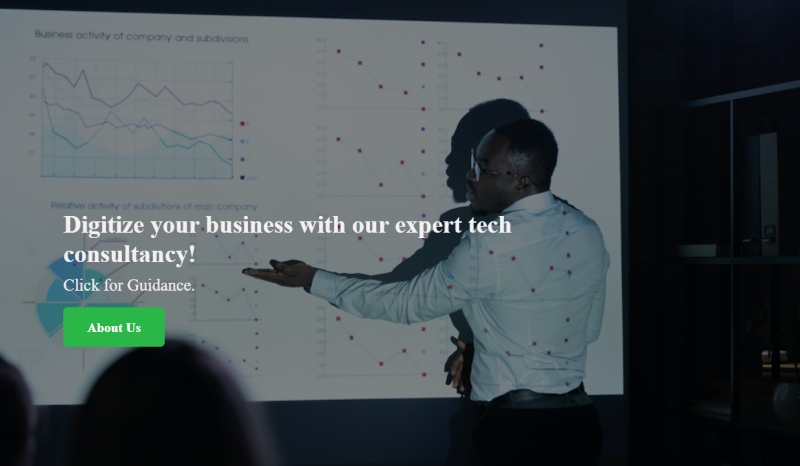 Business activity of company and subdivisions
Relative activity of subdivisions of main company
Digitize your business with our expert tech
consultancy!
Click for Guidance.
About Us